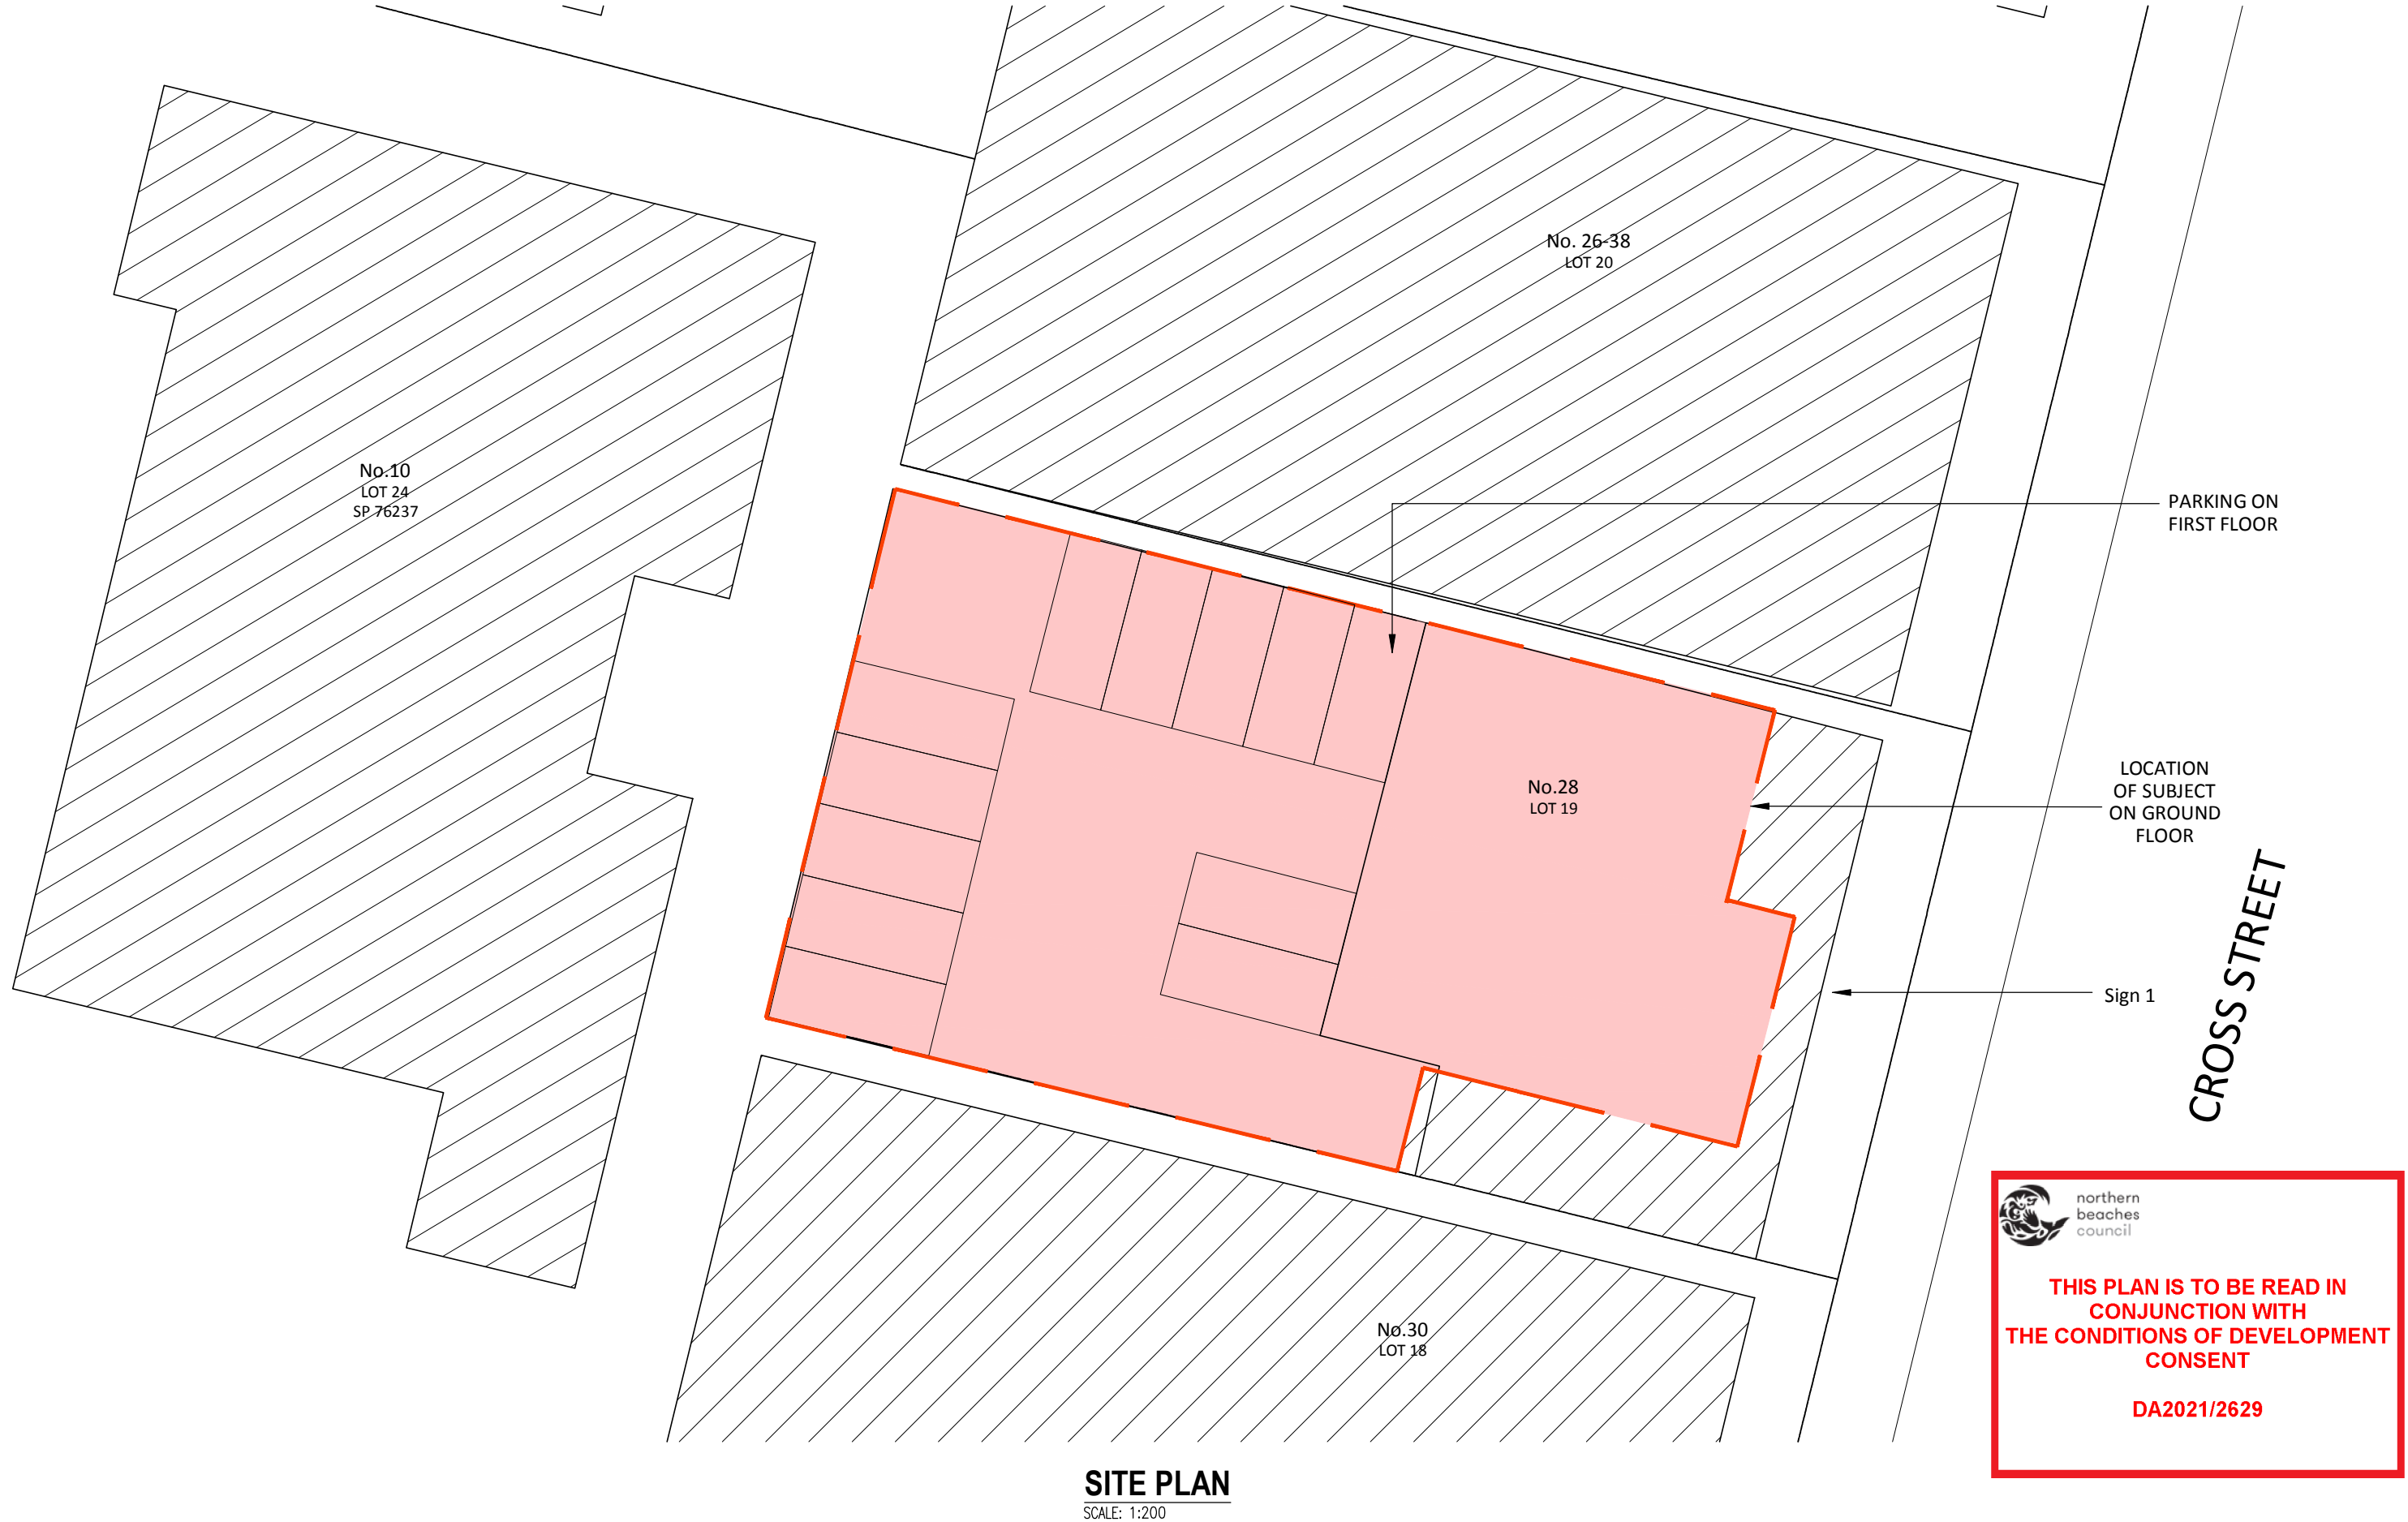 No. 26-38
LOT 20
No.10
LOT 24
SP 76237
PARKING ON
FIRST FLOOR
No.28
LOT 19
LOCATION
OF SUBJECT
ON GROUND
FLOOR
Sign 1
CROSS STREET
No.30
LOT 18
northern
beaches
council
THIS PLAN IS TO BE READ IN
CONJUNCTION WITH
THE CONDITIONS OF DEVELOPMENT
CONSENT
DA2021/2629
SITE PLAN
SCALE: 1:200